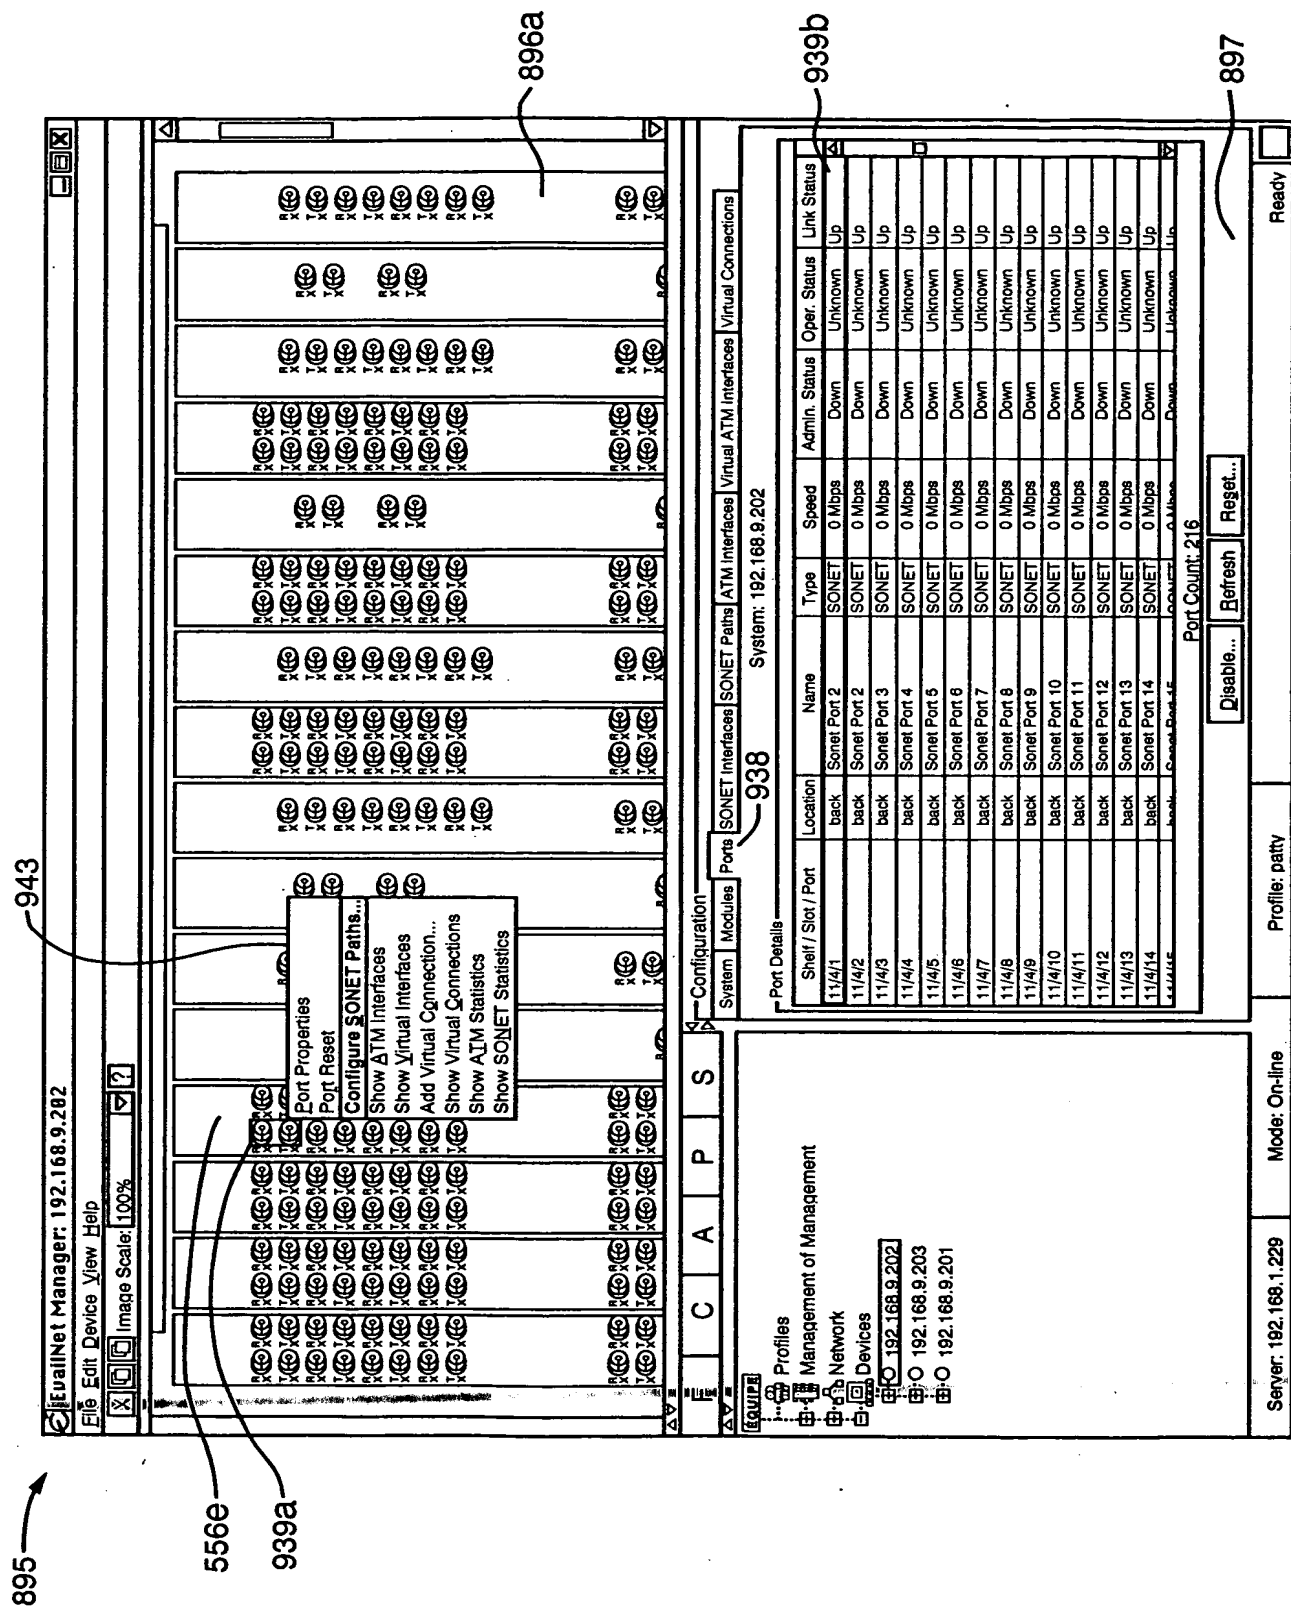 895
943
EvailNet Manager: 192.168.9.202
File Edit Device View Help
Image Scale: 100% ?
556e
939a
896a
Port Properties
Port Reset
Configure SONET Paths...
Show ATM Interfaces
Show Virtual Interfaces
Add Virtual Connection...
Show Virtual Connections
Show ATM Statistics
Show SONET Statistics
C A P S
EQUIPE
Profiles
Management of Management
Network
Devices
192.168.9.202
192.168.9.203
192.168.9.201
Configuration
System Modules Ports SONET Interfaces SONET Paths ATM Interfaces Virtual ATM Interfaces Virtual Connections
938
System: 192.168.9.202
939b
Port Details
Shelf / Slot / Port Location Name Type Speed Admin. Status Oper. Status Link Status
11/4/1 back Sonet Port 2 SONET 0 Mbps Down Unknown Up
11/4/2 back Sonet Port 2 SONET 0 Mbps Down Unknown Up
11/4/3 back Sonet Port 3 SONET 0 Mbps Down Unknown Up
11/4/4 back Sonet Port 4 SONET 0 Mbps Down Unknown Up
11/4/5 back Sonet Port 5 SONET 0 Mbps Down Unknown Up
11/4/6 back Sonet Port 6 SONET 0 Mbps Down Unknown Up
11/4/7 back Sonet Port 7 SONET 0 Mbps Down Unknown Up
11/4/8 back Sonet Port 8 SONET 0 Mbps Down Unknown Up
11/4/9 back Sonet Port 9 SONET 0 Mbps Down Unknown Up
11/4/10 back Sonet Port 10 SONET 0 Mbps Down Unknown Up
11/4/11 back Sonet Port 11 SONET 0 Mbps Down Unknown Up
11/4/12 back Sonet Port 12 SONET 0 Mbps Down Unknown Up
11/4/13 back Sonet Port 13 SONET 0 Mbps Down Unknown Up
11/4/14 back Sonet Port 14 SONET 0 Mbps Down Unknown Up
11/4/15 back Sonet Port 15 SONET 0 Mbps Down Unknown Up
Port Count: 216
Disable... Refresh Reset...
897
Server: 192.168.1.229 Mode: On-line Profile: patty Ready